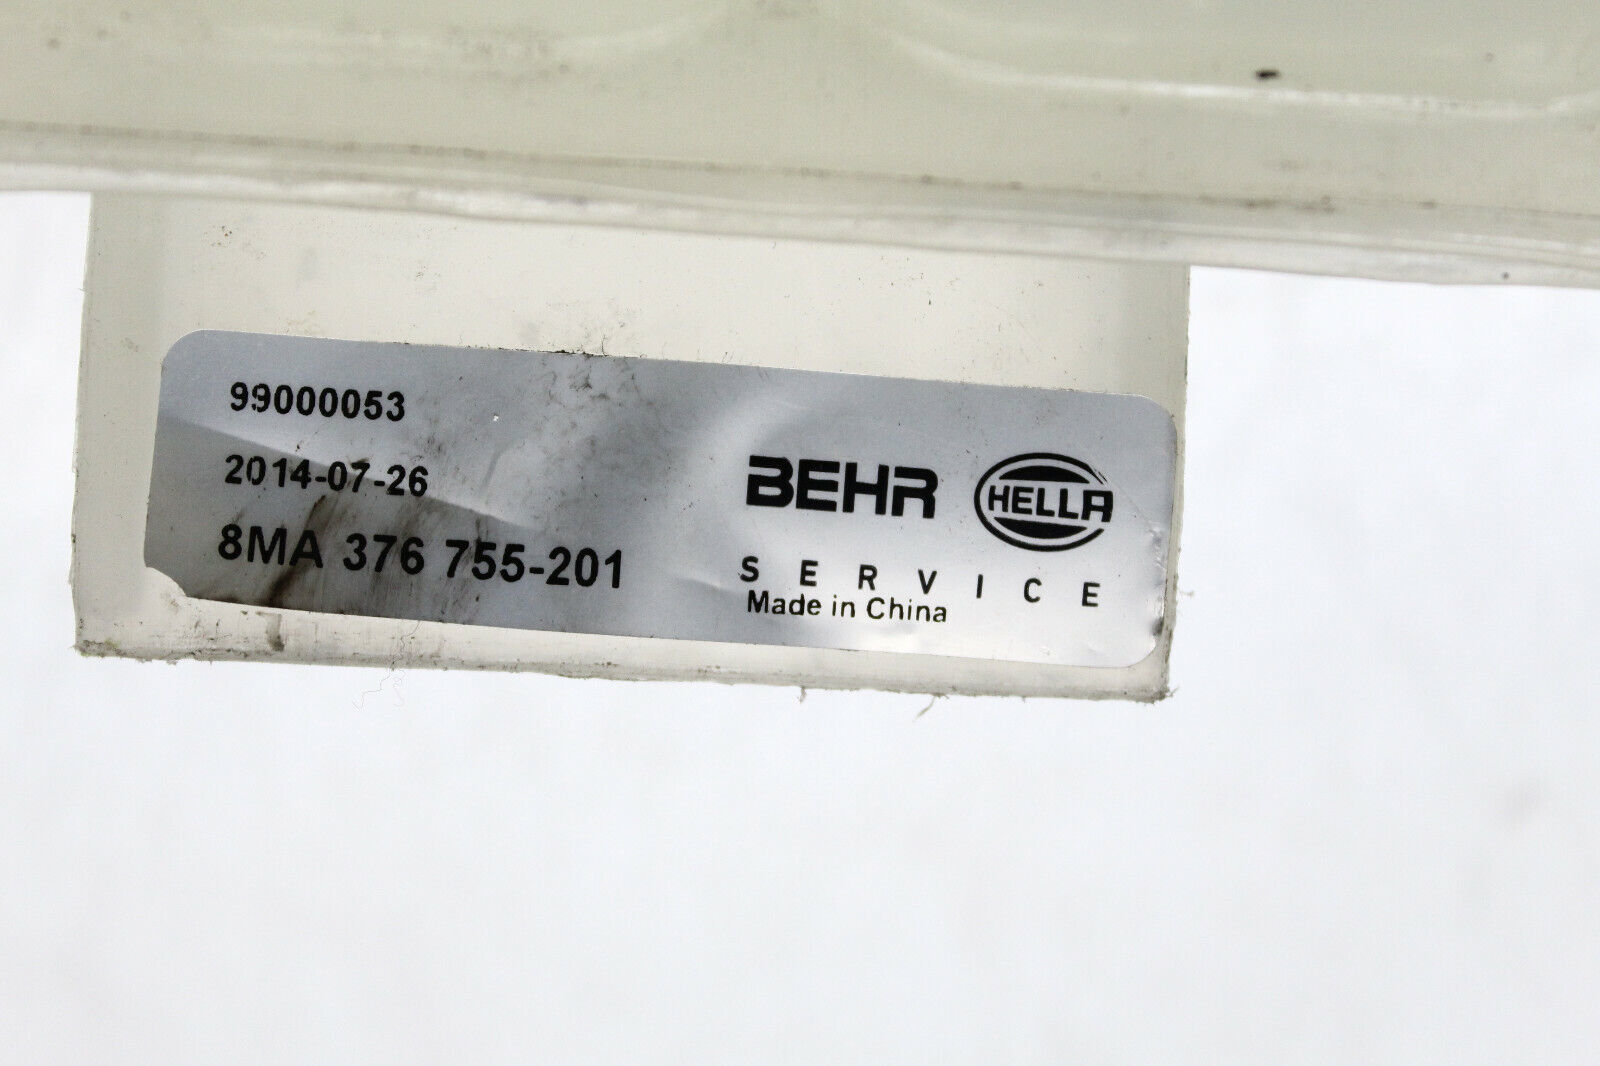 99000053
2014-07-26
8MA 376 755-201
BEHR HELLA
SERVICE
Made in China